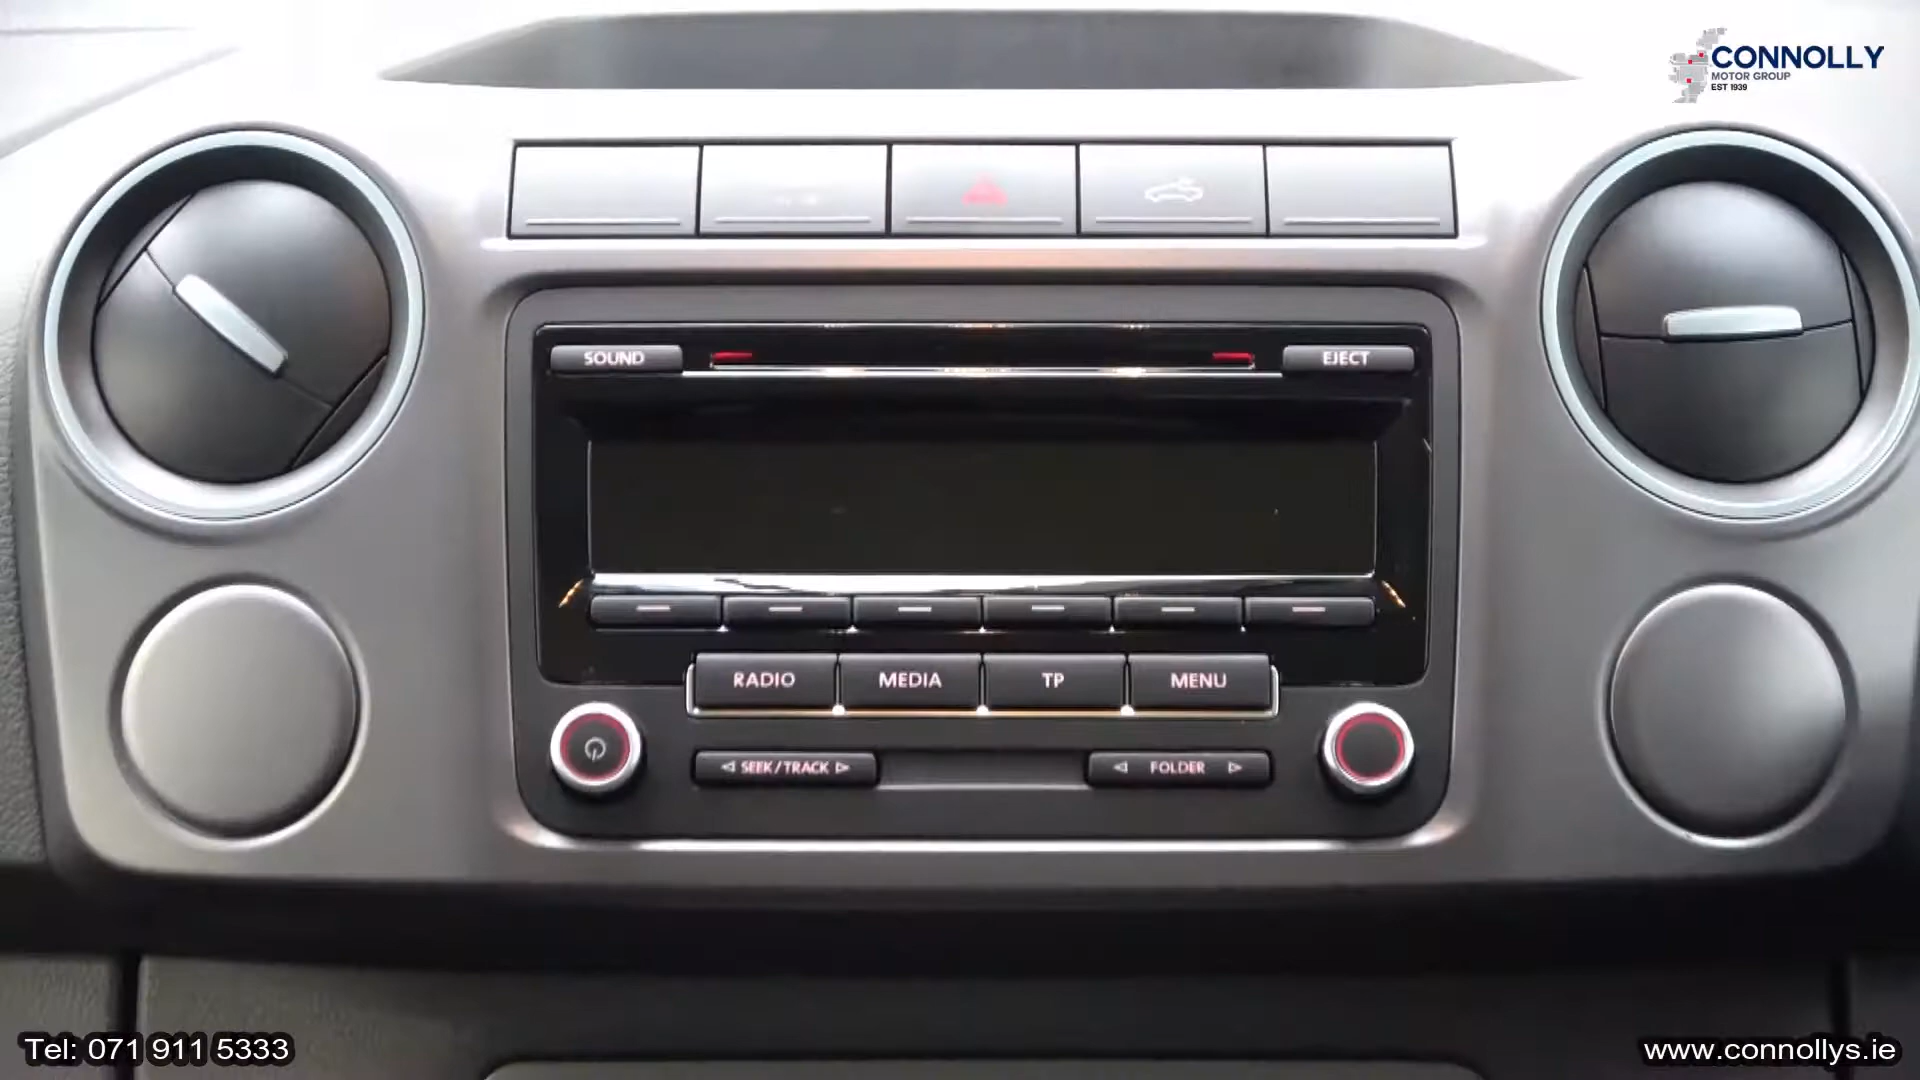 CONNOLLY
MOTOR GROUP
EST 1939
SOUND
EJECT
RADIO MEDIA TP MENU
SEEK/TRACK
FOLDER
Tel: 071 911 5333
www.connollys.ie